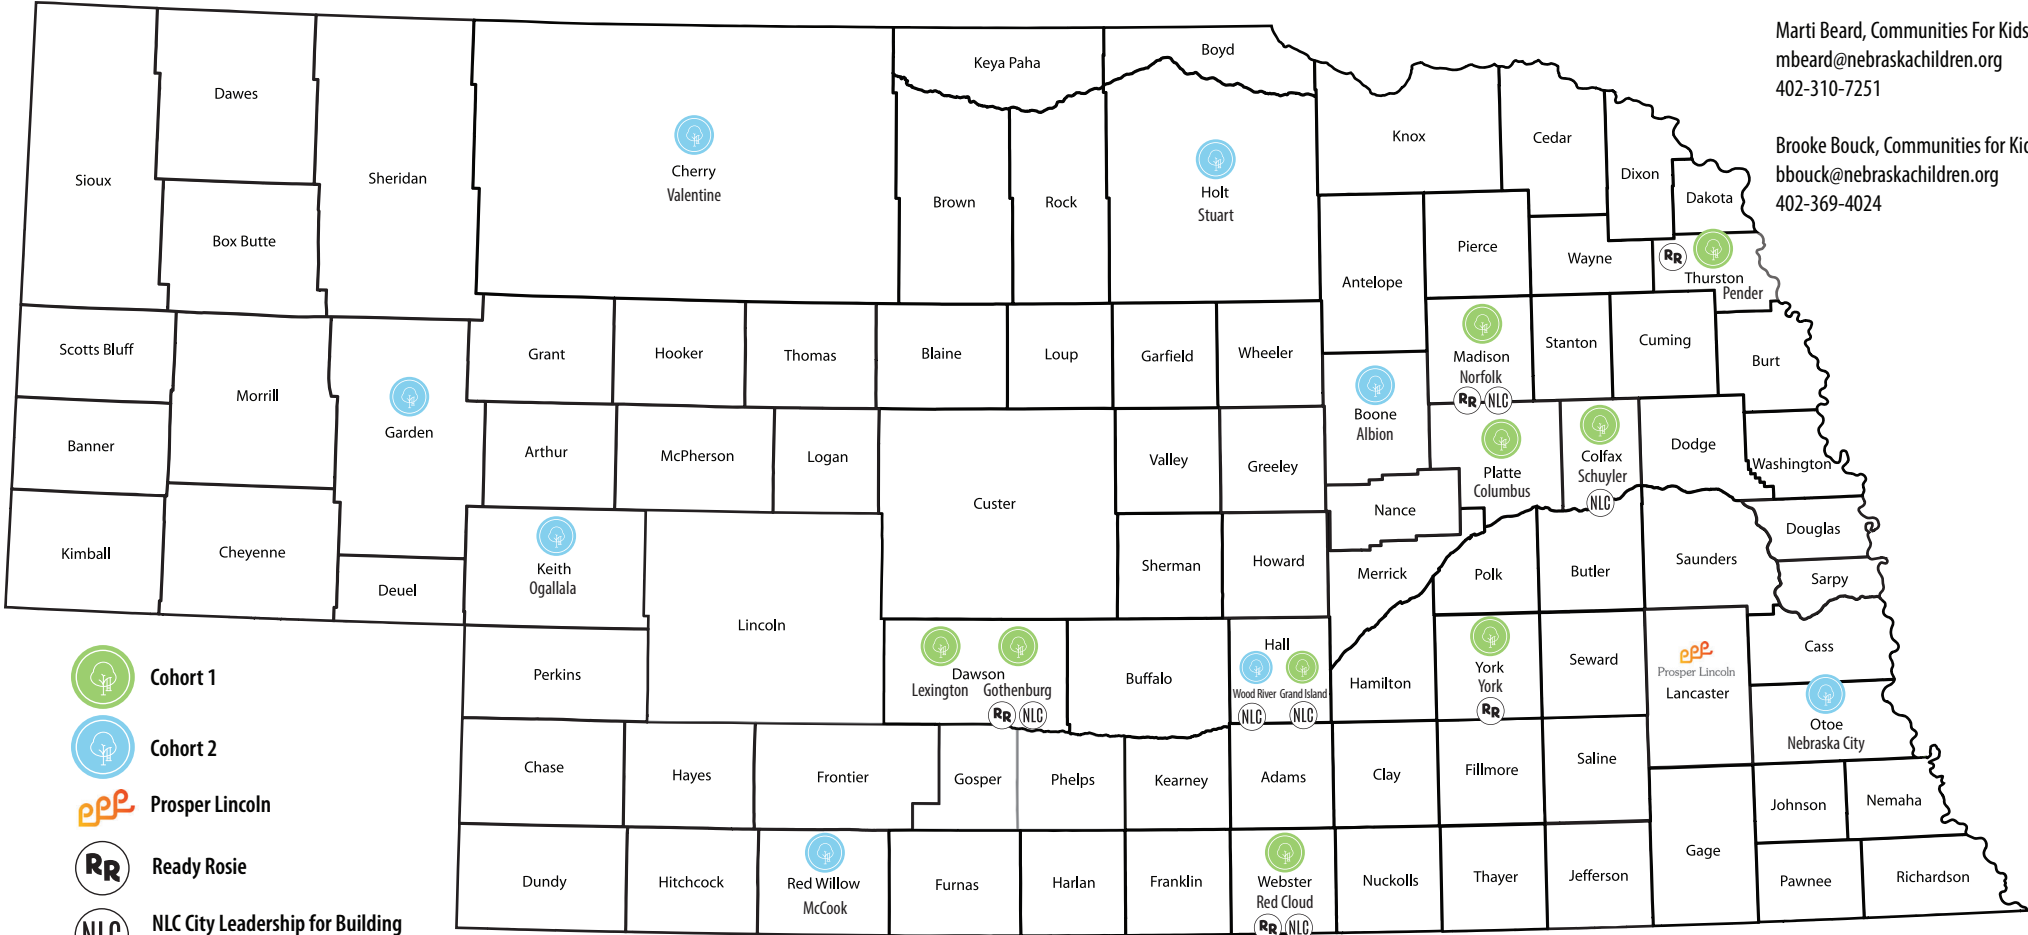 Marti Beard, Communities For Kids
mbeard@nebraskachildren.org
402-310-7251
Brooke Bouck, Communities for
bbouck@nebraskachildren.org
402-369-4024
Sioux
Dawes
Box Butte
Sheridan
Cherry
Valentine
Keya Paha
Boyd
Brown
Rock
Holt
Stuart
Knox
Cedar
Dixon
Dakota
Antelope
Pierce
Wayne
RR
Thurston
Pender
Scotts Bluff
Banner
Kimball
Morrill
Cheyenne
Garden
Deuel
Grant
Hooker
Thomas
Blaine
Loup
Garfield
Wheeler
Madison
Norfolk
RR NLC
Stanton
Cuming
Burt
Boone
Albion
Arthur
McPherson
Logan
Custer
Valley
Greeley
Platte
Columbus
Colfax
Schuyler
NLC
Dodge
Washington
Nance
Keith
Ogallala
Lincoln
Sherman
Howard
Merrick
Polk
Butler
Saunders
Douglas
Sarpy
Perkins
Dawson
Lexington Gothenburg
RR NLC
Buffalo
Hall
Wood River Grand Island
NLC NLC
Hamilton
York
York
RR
Seward
Prosper Lincoln
Lancaster
Cass
Otoe
Nebraska City
Chase
Hayes
Frontier
Gosper
Phelps
Kearney
Adams
Clay
Fillmore
Saline
Johnson
Nemaha
Dundy
Hitchcock
Red Willow
McCook
Furnas
Harlan
Franklin
Webster
Red Cloud
RR NLC
Nuckolls
Thayer
Jefferson
Gage
Pawnee
Richardson
Cohort 1
Cohort 2
Prosper Lincoln
RR Ready Rosie
NLC NLC City Leadership for Building